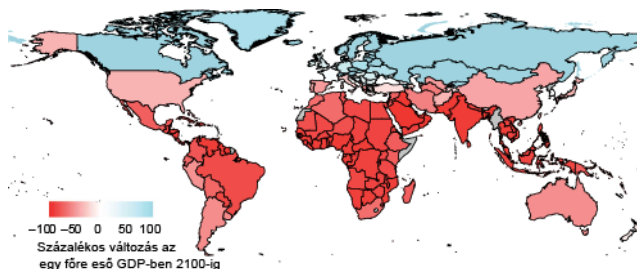 −100 −50 0 50 100
Százalékos változás az
egy főre eső GDP-ben 2100-ig